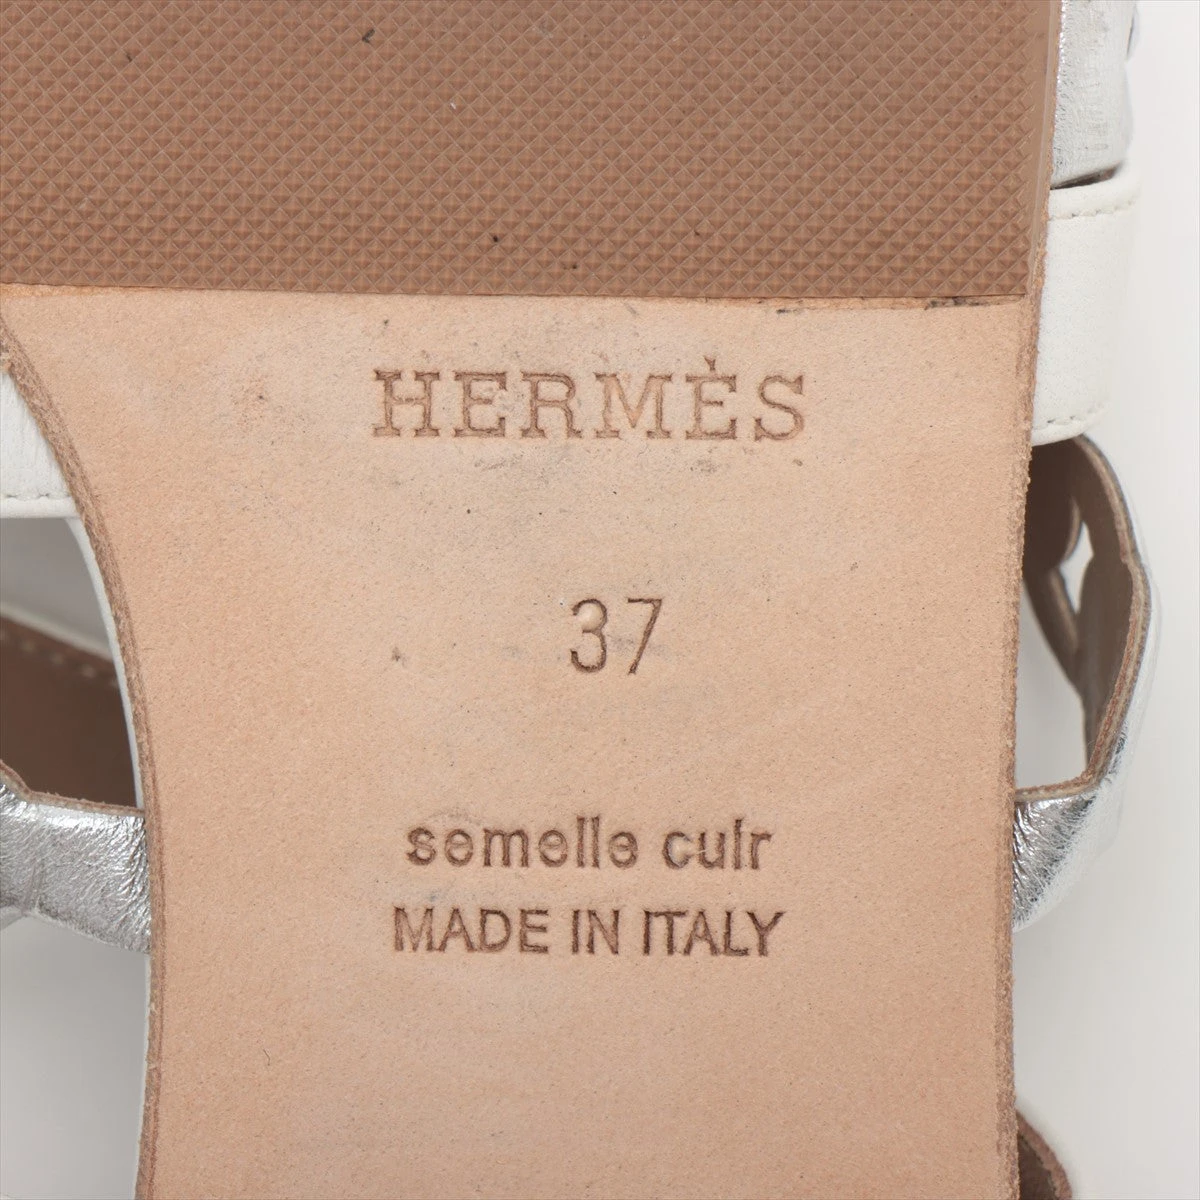 HERMÈS
37
semelle cuir
MADE IN ITALY